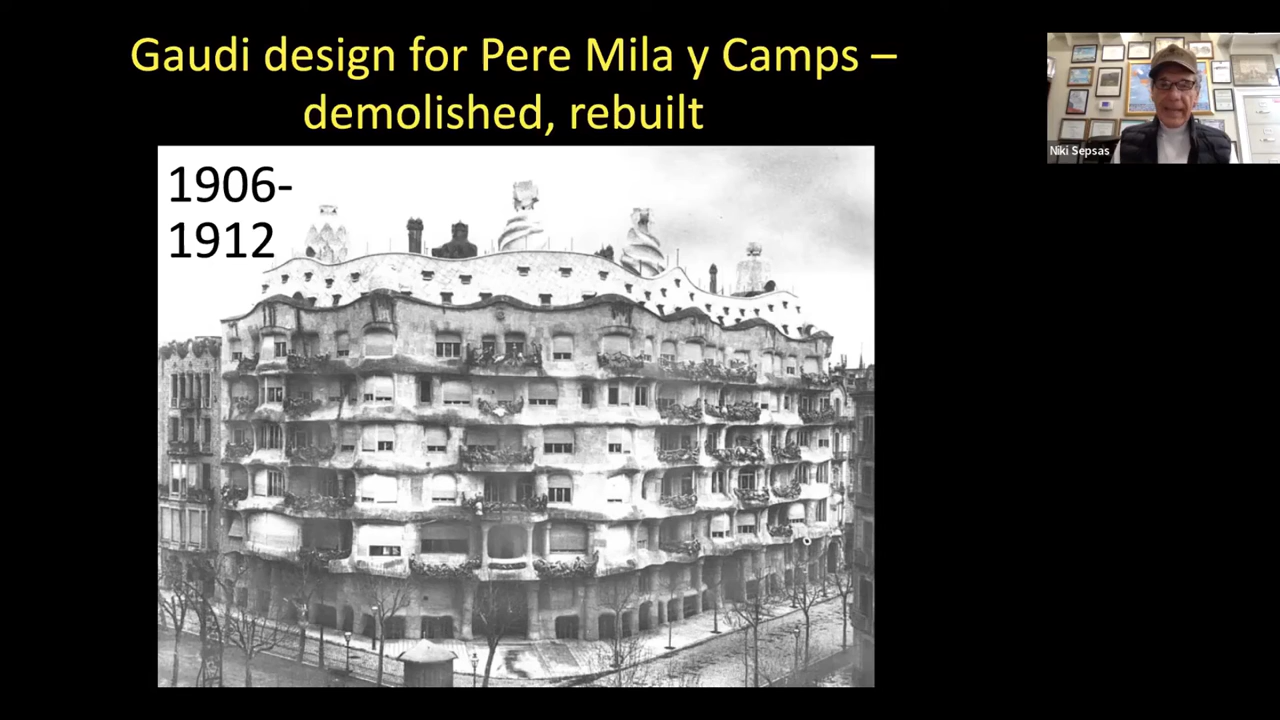 Gaudi design for Pere Mila y Camps –
demolished, rebuilt
1906-
1912
Niki Sepsas